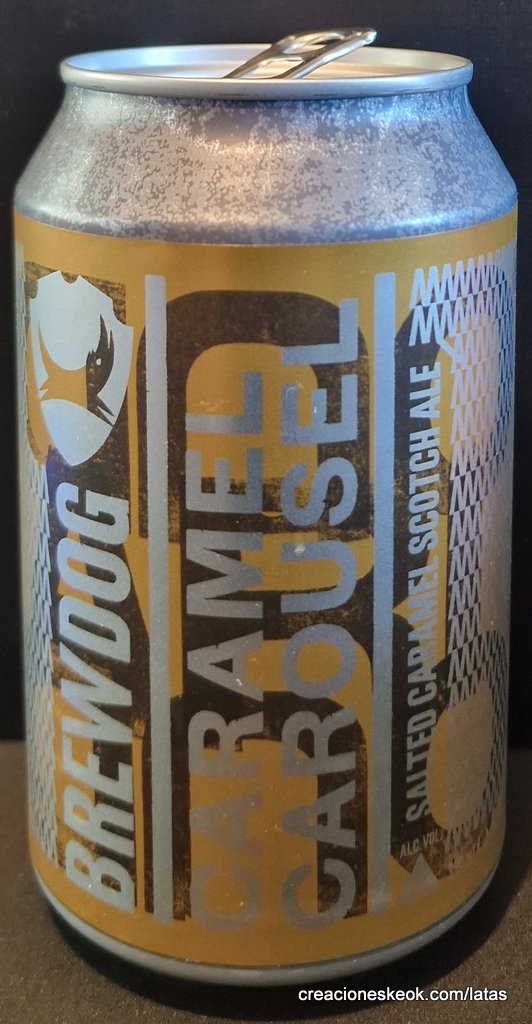 BREWDOG
CARAMEL
CAROUSEL
SALTED CARAMEL SCOTCH ALE
ALC. VOL.
creacioneskeok.com/latas